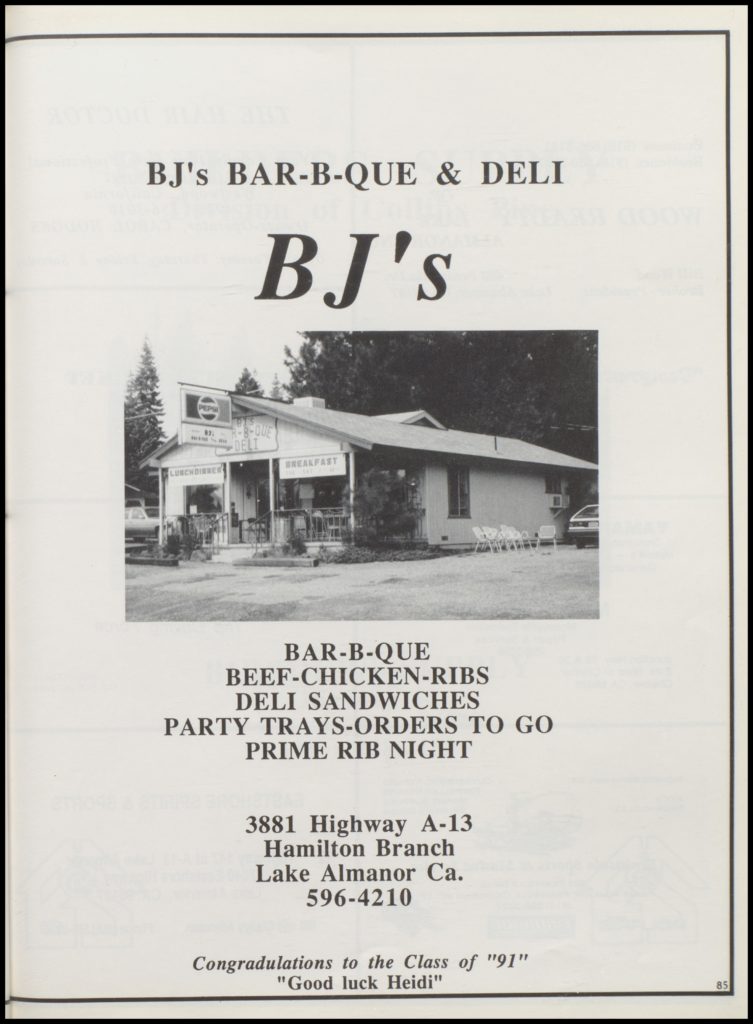 BJ's BAR-B-QUE & DELI
BJ's
PEPSI
BJ's
B-QUE
DELI
LUNCH DINNER
BREAKFAST
BAR-B-QUE
BEEF-CHICKEN-RIBS
DELI SANDWICHES
PARTY TRAYS-ORDERS TO GO
PRIME RIB NIGHT
3881 Highway A-13
Hamilton Branch
Lake Almanor Ca.
596-4210
Congradulations to the Class of "91"
"Good luck Heidi"
85